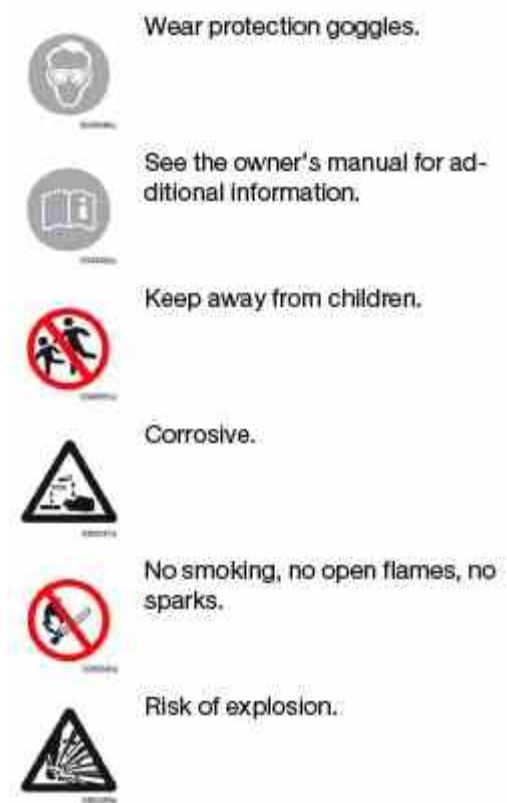 Wear protection goggles.
See the owner's manual for ad-
ditional information.
Keep away from children.
Corrosive.
No smoking, no open flames, no
sparks.
Risk of explosion.